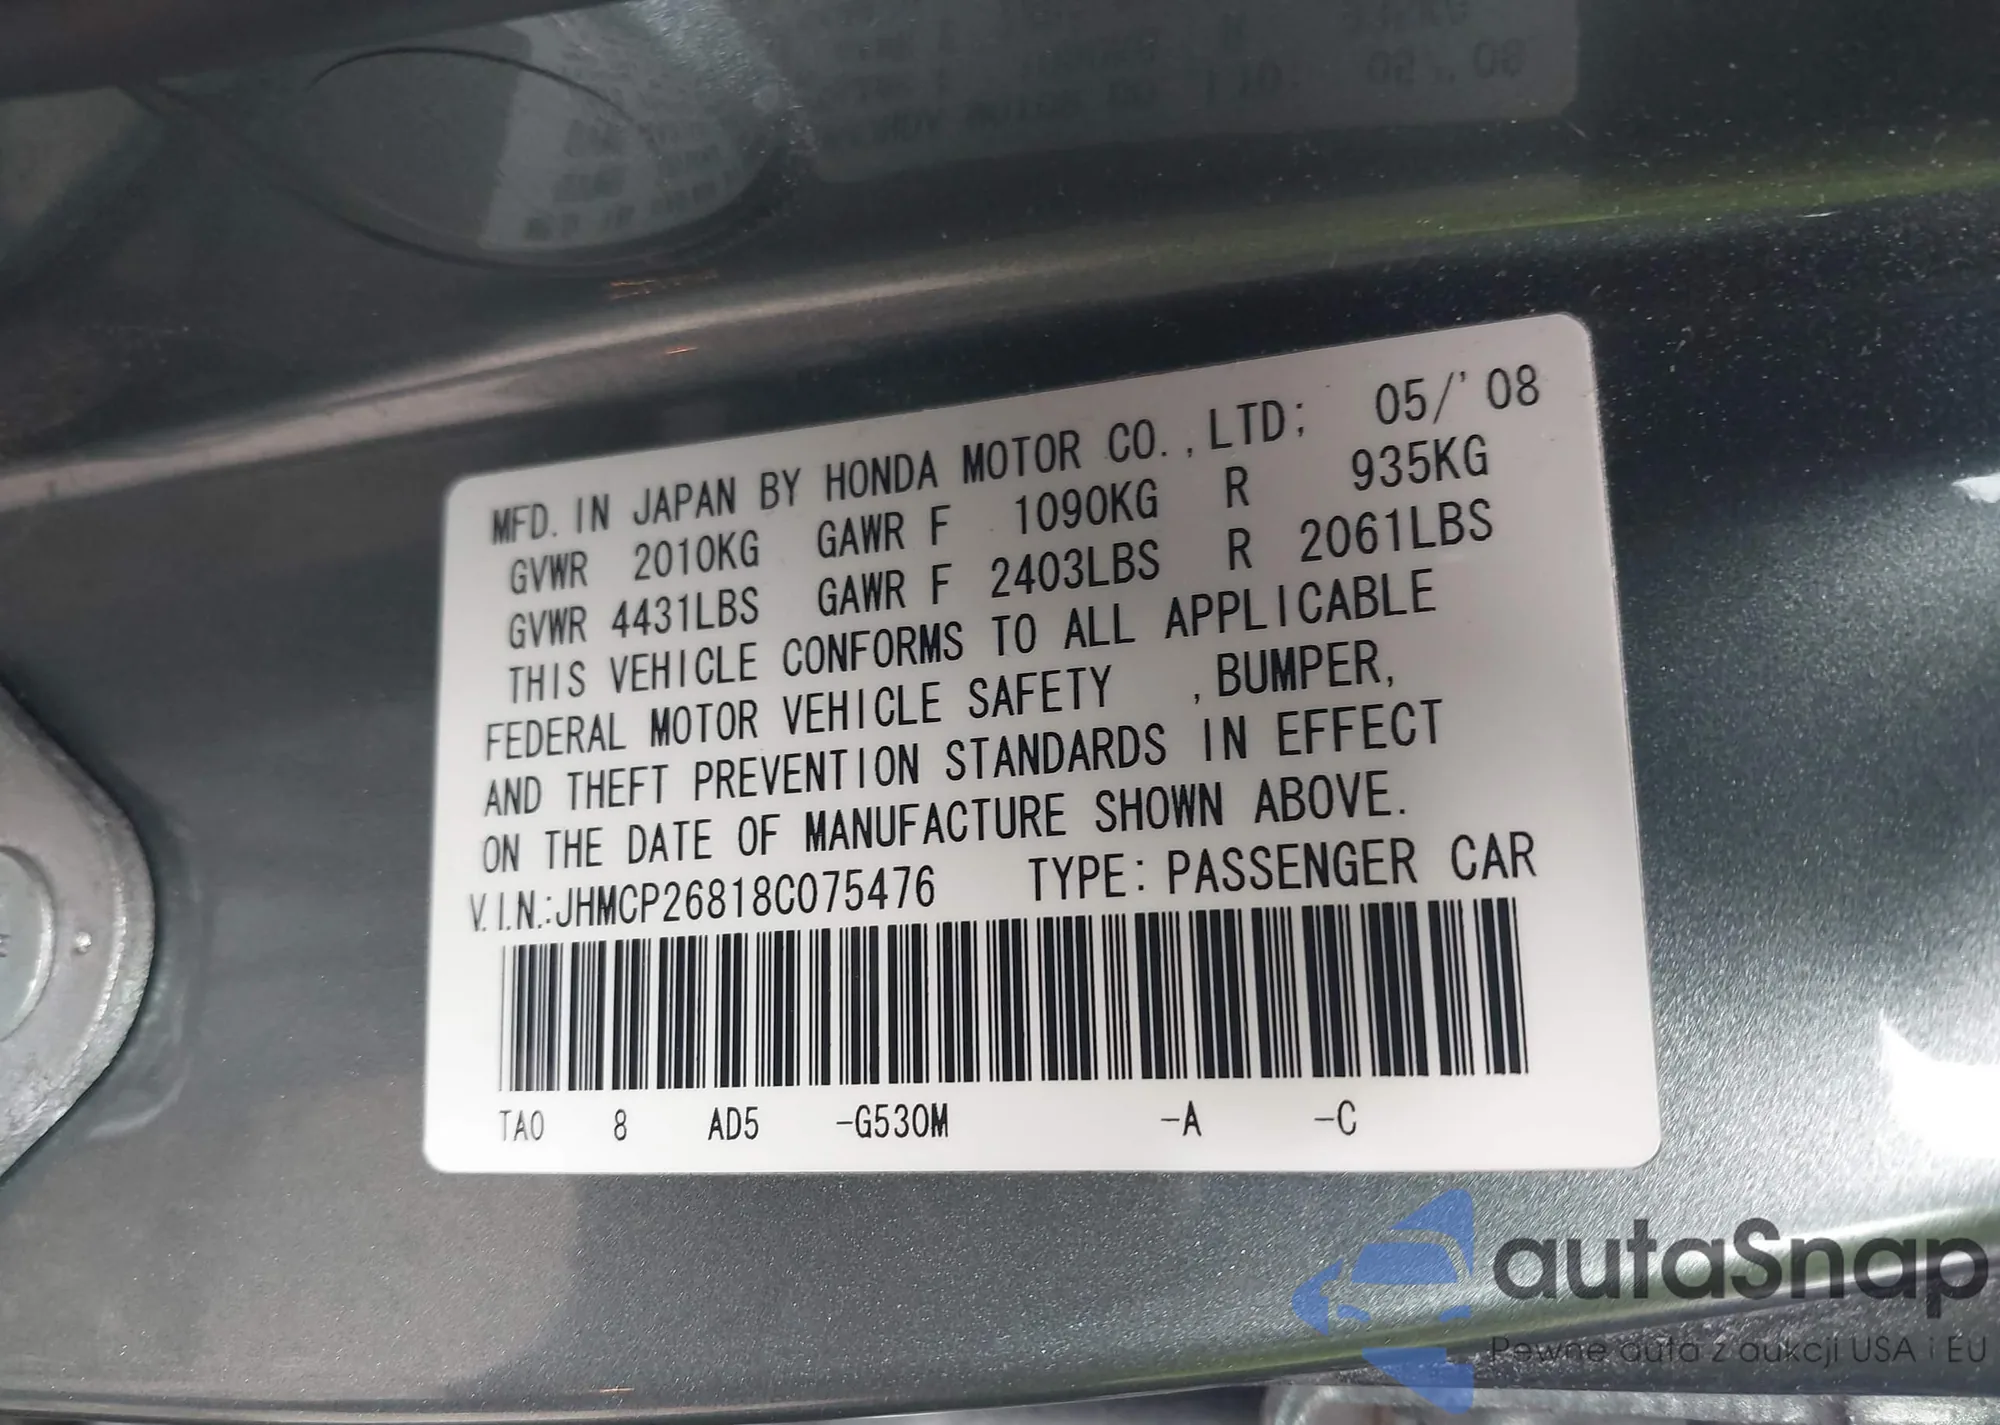 MFD. IN JAPAN BY HONDA MOTOR CO., LTD; 05/'08
GVWR 2010KG GAWR F 1090KG R 935KG
GVWR 4431LBS GAWR F 2403LBS R 2061LBS
THIS VEHICLE CONFORMS TO ALL APPLICABLE
FEDERAL MOTOR VEHICLE SAFETY , BUMPER,
AND THEFT PREVENTION STANDARDS IN EFFECT
ON THE DATE OF MANUFACTURE SHOWN ABOVE.
V.I.N.:JHMCP26818C075476 TYPE: PASSENGER CAR
TA0 8 AD5 -G530M -A -C
autaSnap
Pewne auta z aukcji USA i EU